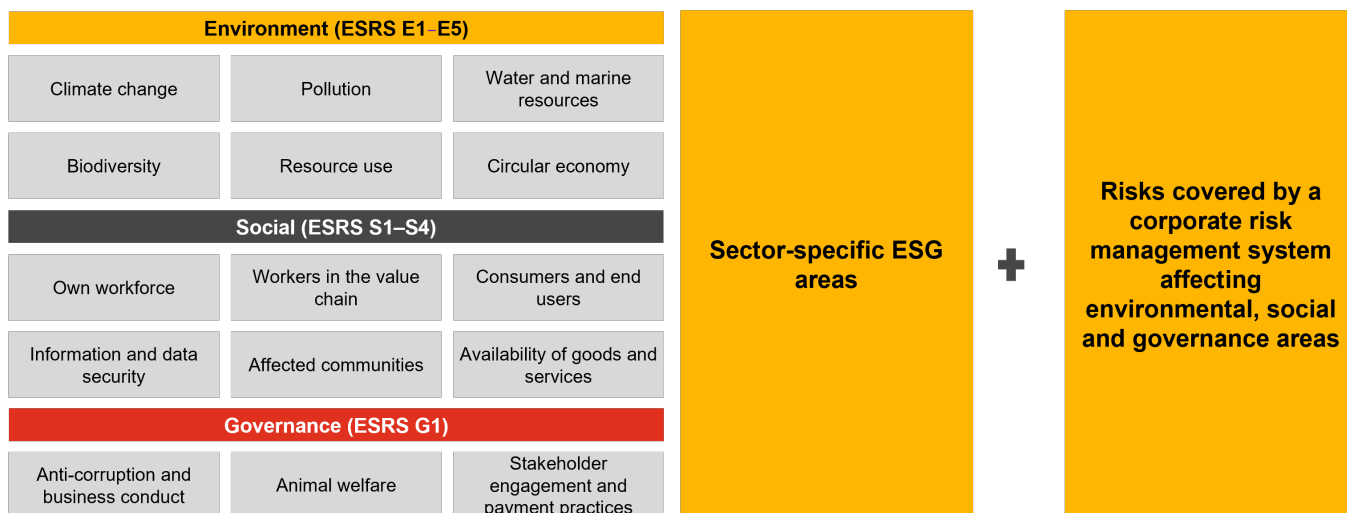 Environment (ESRS E1–E5)
Climate change
Pollution
Water and marine
resources
Biodiversity
Resource use
Circular economy
Social (ESRS S1–S4)
Own workforce
Workers in the value
chain
Consumers and end
users
Information and data
security
Affected communities
Availability of goods and
services
Governance (ESRS G1)
Anti-corruption and
business conduct
Animal welfare
Stakeholder
engagement and
payment practices
Sector-specific ESG
areas
Risks covered by a
corporate risk
management system
affecting
environmental, social
and governance areas